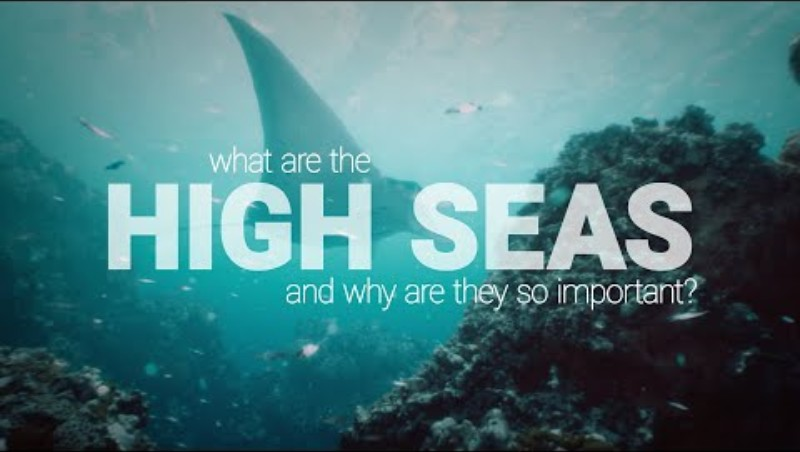 what are the
HIGH SEAS
and why are they so important?